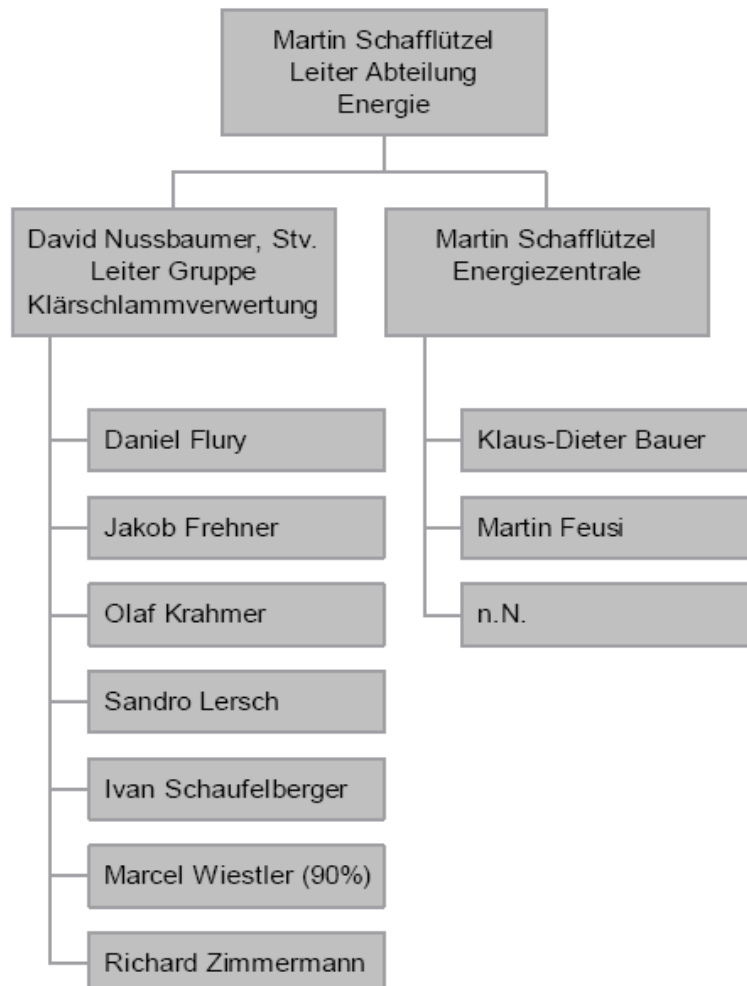 Martin Schafflützel
Leiter Abteilung
Energie
David Nussbaumer, Stv.
Leiter Gruppe
Klärschlammverwertung
Martin Schafflützel
Energiezentrale
Daniel Flury
Jakob Frehner
Olaf Krahmer
Sandro Lersch
Ivan Schaufelberger
Marcel Wiestler (90%)
Richard Zimmermann
Klaus-Dieter Bauer
Martin Feusi
n.N.